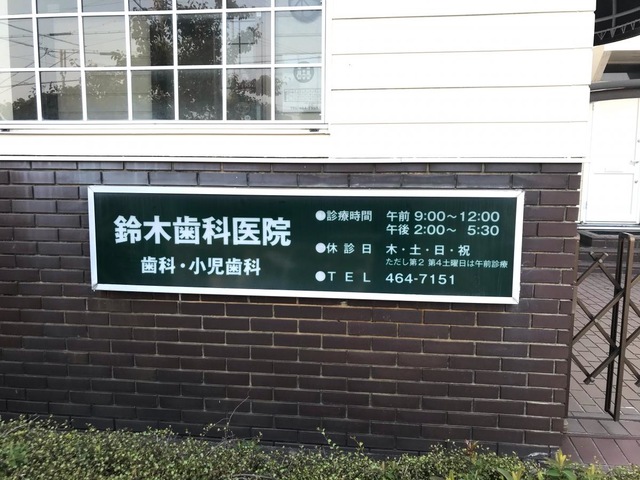 鈴木歯科医院
歯科・小児歯科
●診療時間 午前 9:00〜12:00
午後 2:00〜 5:30
●休診日 木・土・日・祝
ただし第2 第4土曜日は午前診療
●TEL 464-7151